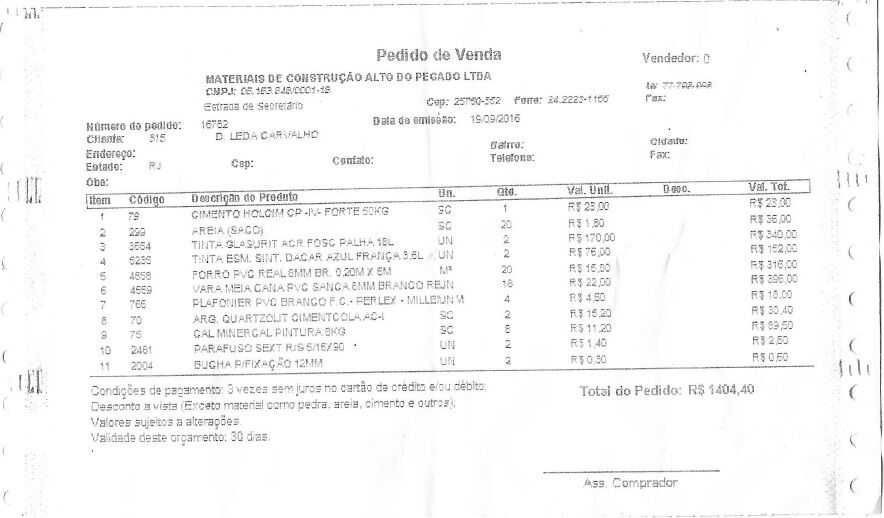 Pedido de Venda
Vendedor: 0
MATERIAIS DE CONSTRUÇÃO ALTO DO PEGADO LTDA
CNPJ: 05.163.848/0001-18
Ie: 77.792.008
Estrada de Secretário
Cep: 25750-552 Fone: 24.2223-1166 Fax:
Número do pedido: 16782 Data de emissão: 19/09/2016
Cliente: 315 D. LEDA CARVALHO
Endereço: Bairro: Cidade:
Estado: RJ Cep: Contato: Telefone: Fax:
Obs:
Item Código Descrição do Produto Un. Qtd. Val. Unit. Desc. Val. Tot.
1 79 CIMENTO HOLCIM CP -IV- FORTE 50KG SC 1 R$ 23,00 R$ 23,00
2 299 AREIA (SACO) SC 20 R$ 1,80 R$ 36,00
3 3554 TINTA GLASURIT ACR FOSC PALHA 18L UN 2 R$ 170,00 R$ 340,00
4 5235 TINTA ESM. SINT. DACAR AZUL FRANÇA 3,6L UN 2 R$ 76,00 R$ 152,00
5 4558 FORRO PVC REAL 8MM BR. 0,20M X 6M M² 20 R$ 15,80 R$ 316,00
6 4559 VARA MEIA CANA PVC SANCA 6MM BRANCO REUN 18 R$ 22,00 R$ 396,00
7 765 PLAFONIER PVC BRANCO F.C.- PERLEX - MILLEUNM 4 R$ 4,50 R$ 18,00
8 70 ARG. QUARTZOLIT CIMENTCOLA AC-I SC 2 R$ 15,20 R$ 30,40
9 75 CAL MINERCAL PINTURA 8KG SC 8 R$ 11,20 R$ 89,60
10 2481 PARAFUSO SEXT R/S 5/16X90 UN 2 R$ 1,40 R$ 2,80
11 2004 BUCHA P/FIXAÇÃO 12MM UN 2 R$ 0,30 R$ 0,60
Condições de pagamento: 3 vezes sem juros no cartão de crédito e/ou débito;
Total do Pedido: R$ 1404,40
Desconto a vista (Exceto material como pedra, areia, cimento e outros);
Valores sujeitos a alterações.
Validade deste orçamento: 30 dias.
Ass. Comprador